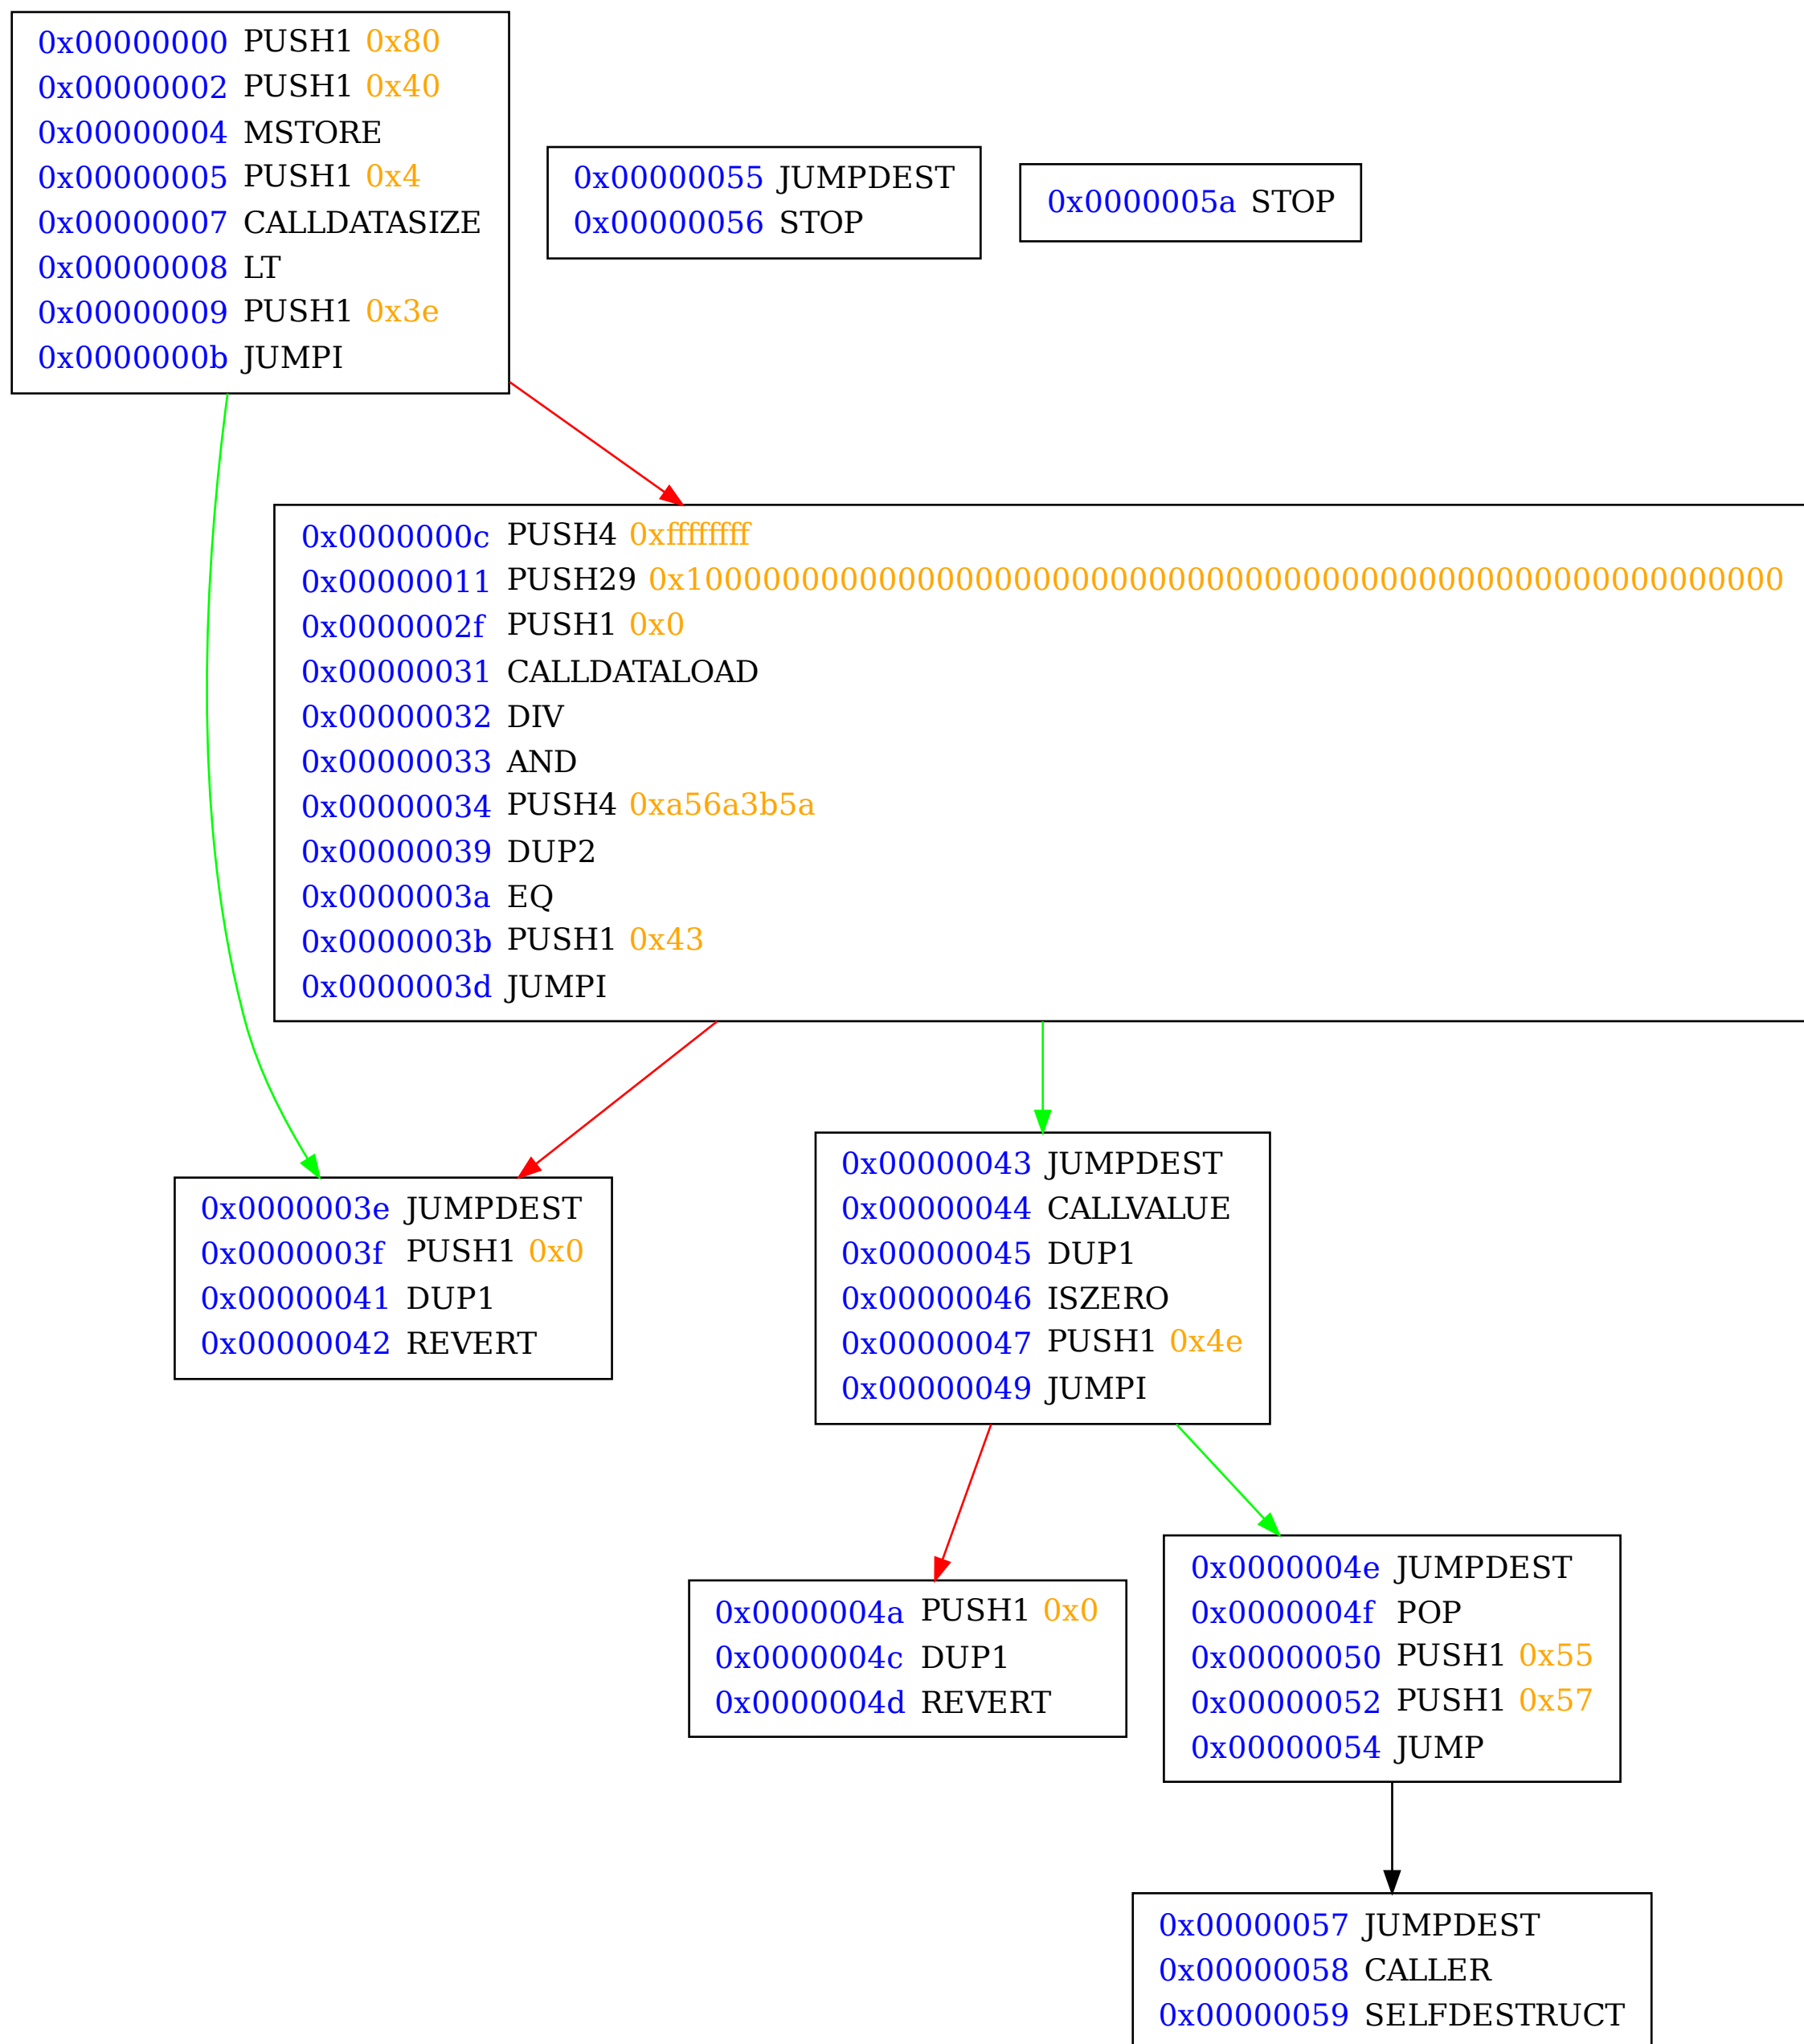 0x00000000 PUSH1 0x80
0x00000002 PUSH1 0x40
0x00000004 MSTORE
0x00000005 PUSH1 0x4
0x00000007 CALLDATASIZE
0x00000008 LT
0x00000009 PUSH1 0x3e
0x0000000b JUMPI
0x00000055 JUMPDEST
0x00000056 STOP
0x0000005a STOP
0x0000000c PUSH4 0xffffffff
0x00000011 PUSH29 0x100000000000000000000000000000000000000000000000000000000
0x0000002f PUSH1 0x0
0x00000031 CALLDATALOAD
0x00000032 DIV
0x00000033 AND
0x00000034 PUSH4 0xa56a3b5a
0x00000039 DUP2
0x0000003a EQ
0x0000003b PUSH1 0x43
0x0000003d JUMPI
0x0000003e JUMPDEST
0x0000003f PUSH1 0x0
0x00000041 DUP1
0x00000042 REVERT
0x00000043 JUMPDEST
0x00000044 CALLVALUE
0x00000045 DUP1
0x00000046 ISZERO
0x00000047 PUSH1 0x4e
0x00000049 JUMPI
0x0000004a PUSH1 0x0
0x0000004c DUP1
0x0000004d REVERT
0x0000004e JUMPDEST
0x0000004f POP
0x00000050 PUSH1 0x55
0x00000052 PUSH1 0x57
0x00000054 JUMP
0x00000057 JUMPDEST
0x00000058 CALLER
0x00000059 SELFDESTRUCT